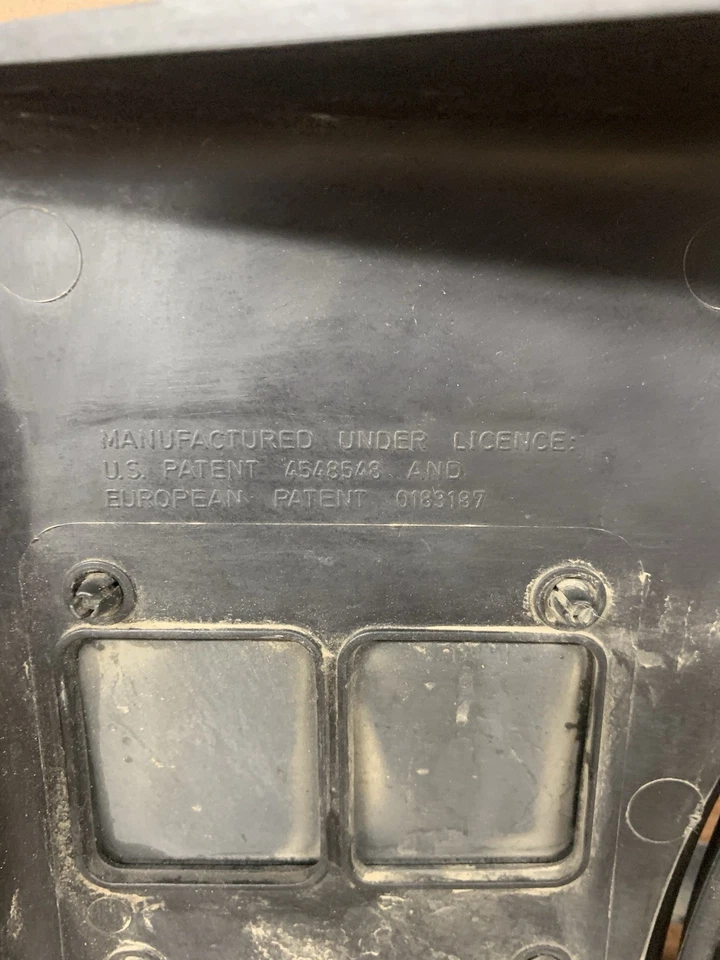 MANUFACTURED UNDER LICENCE:
U.S. PATENT 4548548 AND
EUROPEAN PATENT 0183187